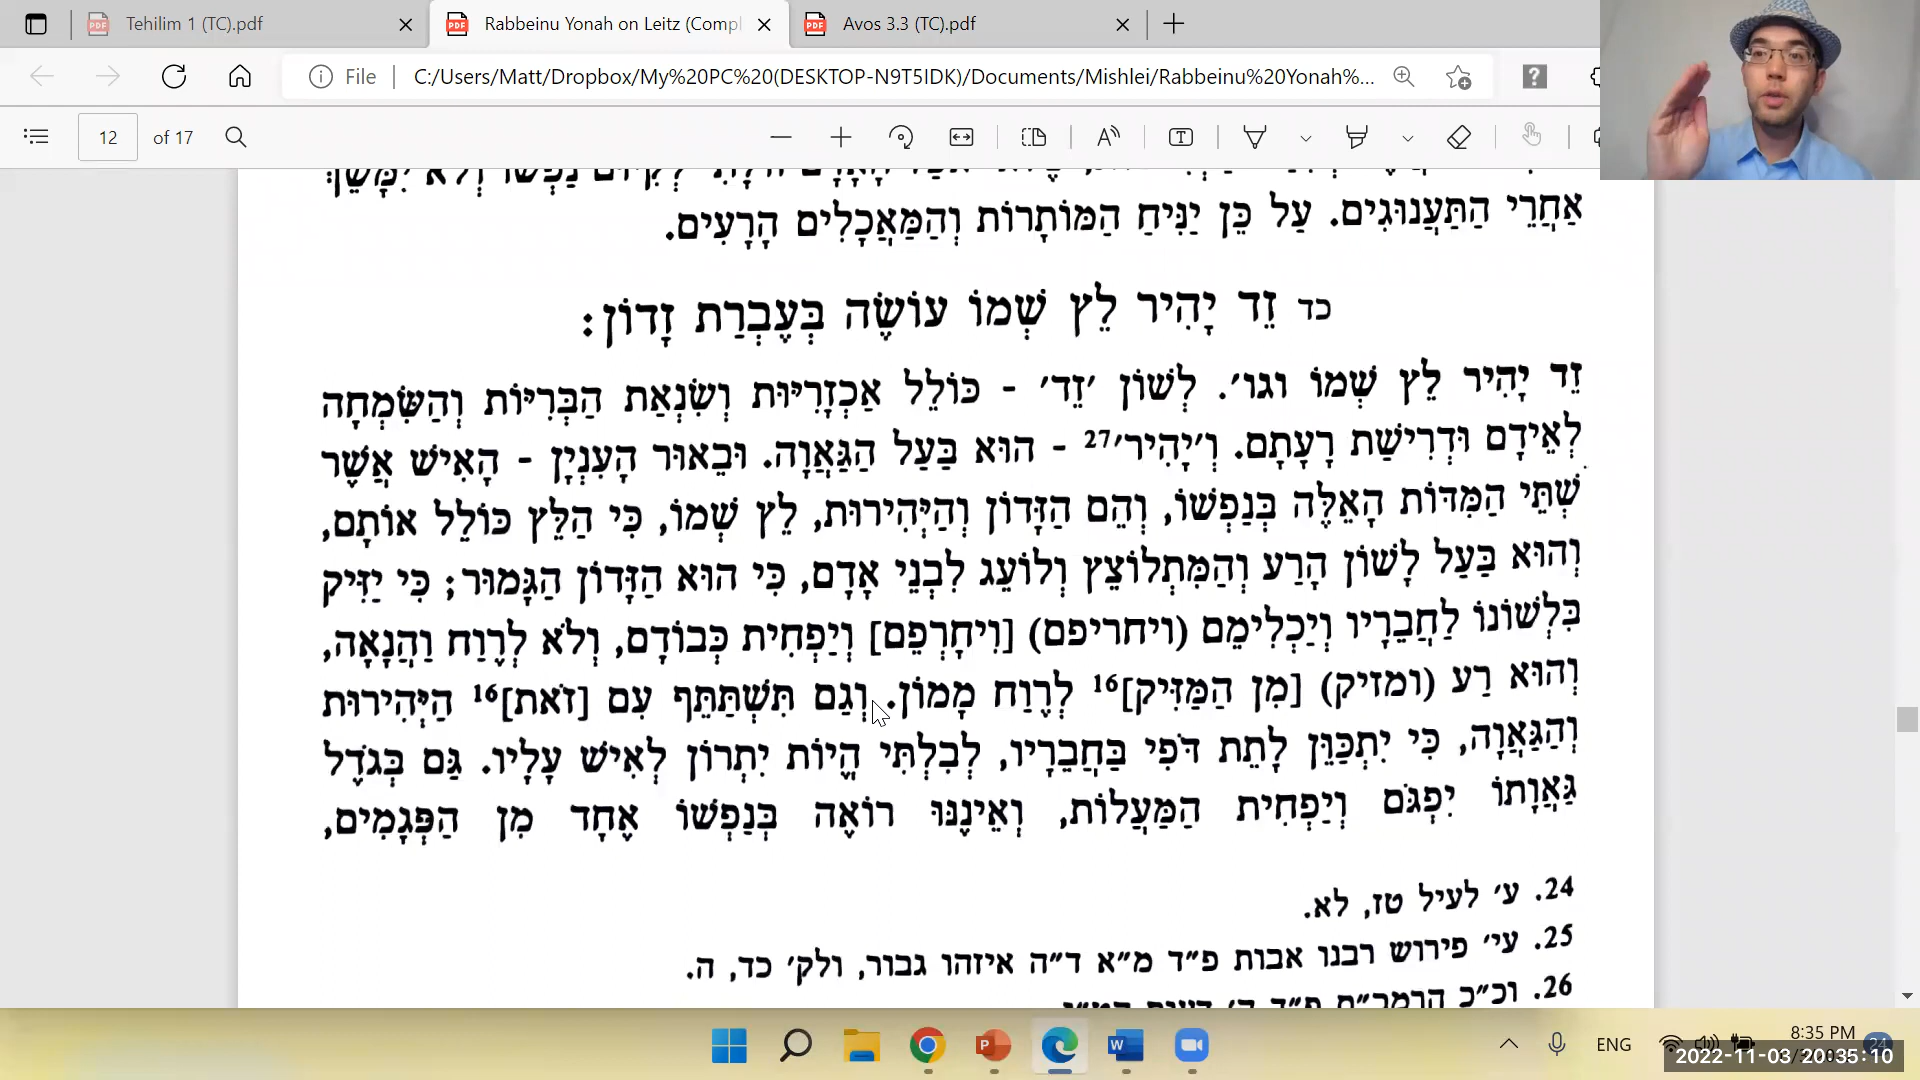 Tehilim 1 (TC).pdf
Rabbeinu Yonah on Leitz (Compl
Avos 3.3 (TC).pdf
File
C:/Users/Matt/Dropbox/My%20PC%20(DESKTOP-N9T5IDK)/Documents/Mishlei/Rabbeinu%20Yonah%...
12 of 17
אַחֲרֵי הַתַּעֲנוּגִים. עַל כֵּן יַנִּיחַ הַמּוֹתָרוֹת וְהַמַּאֲכָלִים הָרָעִים.
כד זֵד יָהִיר לֵץ שְׁמוֹ עוֹשֶׂה בְּעֶבְרַת זָדוֹן:
זֵד יָהִיר לֵץ שְׁמוֹ וגו׳. לְשׁוֹן ׳זֵד׳ - כּוֹלֵל אַכְזָרִיּוּת וְשִׂנְאַת הַבְּרִיּוֹת וְהַשִּׂמְחָה
לְאֵידָם וּדְרִישַׁת רָעָתָם. וְ׳יָהִיר׳27 - הוּא בַּעַל הַגַּאֲוָה. וּבֵאוּר הָעִנְיָן - הָאִישׁ אֲשֶׁר
שְׁתֵּי הַמִּדּוֹת הָאֵלֶּה בְּנַפְשׁוֹ, וְהֵם הַזָּדוֹן וְהַיְּהִירוּת, לֵץ שְׁמוֹ, כִּי הַלֵּץ כּוֹלֵל אוֹתָם,
וְהוּא בַּעַל לָשׁוֹן הָרַע וְהַמִּתְלוֹצֵץ וְלוֹעֵג לִבְנֵי אָדָם, כִּי הוּא הַזָּדוֹן הַגָּמוּר; כִּי יַזִּיק
בִּלְשׁוֹנוֹ לַחֲבֵרָיו וְיַכְלִימֵם (ויחריפם) [וִיחָרְפֵם] וְיַפְחִית כְּבוֹדָם, וְלֹא לְרֶוַח וַהֲנָאָה,
וְהוּא רַע (ומזיק) [מִן הַמַּזִּיק]16 לְרֶוַח מָמוֹן. וְגַם תִּשְׁתַּתֵּף עִם [זֹאת]16 הַיְּהִירוּת
וְהַגַּאֲוָה, כִּי יִתְכַּוֵּן לָתֵת דֹּפִי בַּחֲבֵרָיו, לְבִלְתִּי הֱיוֹת יִתְרוֹן לְאִישׁ עָלָיו. גַּם בְּגֹדֶל
גַּאֲוָתוֹ יִפְגֹּם וְיַפְחִית הַמַּעֲלוֹת, וְאֵינֶנּוּ רוֹאֶה בְּנַפְשׁוֹ אֶחָד מִן הַפְּגָמִים,
24. ע׳ לעיל טז, לא.
25. עי׳ פירוש רבנו אבות פ״ד מ״א ד״ה איזהו גבור, ולק׳ כד, ה.
26. וכ״כ הרמב״ם פ״ד
ENG
8:35 PM
24
2022-11-03 20:35:10